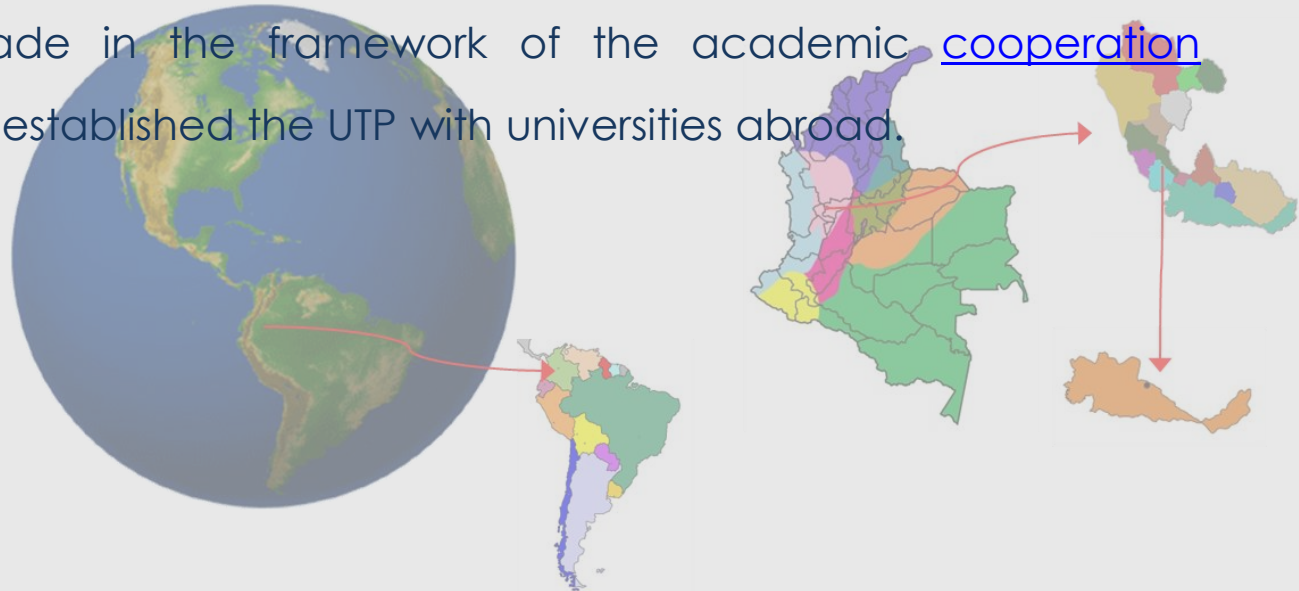 ade in the framework of the academic cooperation
established the UTP with universities abroad.